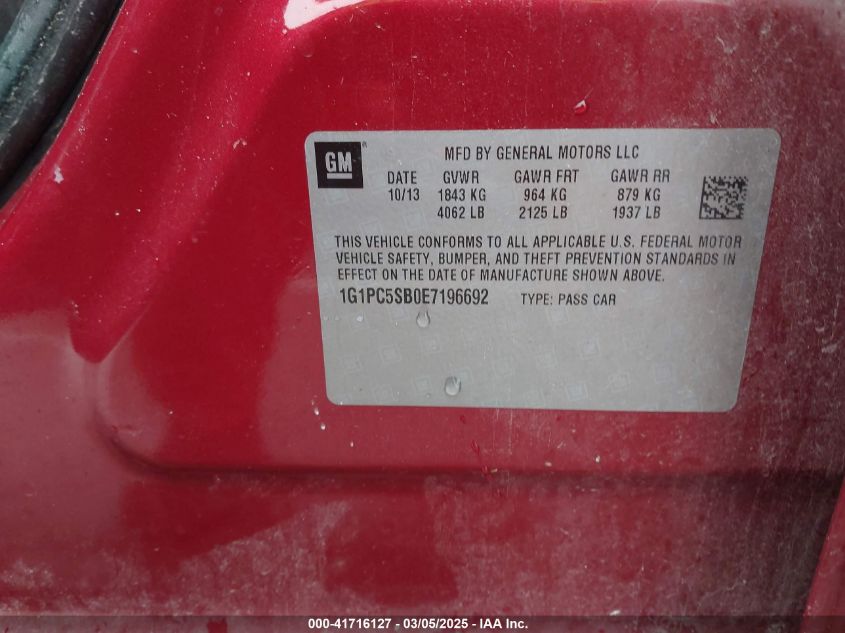 GM
MFD BY GENERAL MOTORS LLC
DATE GVWR GAWR FRT GAWR RR
10/13 1843 KG 964 KG 879 KG
4062 LB 2125 LB 1937 LB
THIS VEHICLE CONFORMS TO ALL APPLICABLE U.S. FEDERAL MOTOR
VEHICLE SAFETY, BUMPER, AND THEFT PREVENTION STANDARDS IN
EFFECT ON THE DATE OF MANUFACTURE SHOWN ABOVE.
1G1PC5SB0E7196692 TYPE: PASS CAR
000-41716127 - 03/05/2025 - IAA Inc.